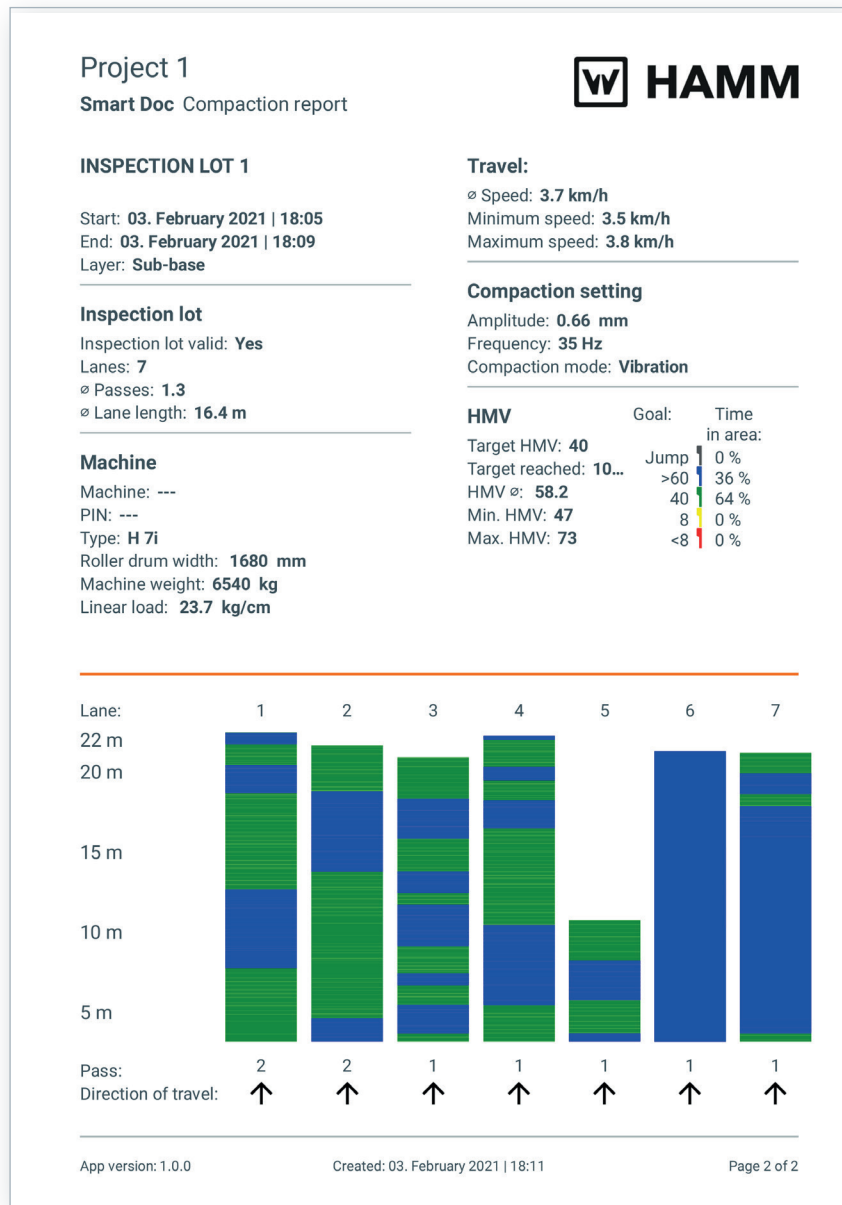 Project 1
Smart Doc Compaction report
HAMM
INSPECTION LOT 1
Start: 03. February 2021 | 18:05
End: 03. February 2021 | 18:09
Layer: Sub-base
Inspection lot
Inspection lot valid: Yes
Lanes: 7
⌀ Passes: 1.3
⌀ Lane length: 16.4 m
Machine
Machine: ---
PIN: ---
Type: H 7i
Roller drum width: 1680 mm
Machine weight: 6540 kg
Linear load: 23.7 kg/cm
Travel:
⌀ Speed: 3.7 km/h
Minimum speed: 3.5 km/h
Maximum speed: 3.8 km/h
Compaction setting
Amplitude: 0.66 mm
Frequency: 35 Hz
Compaction mode: Vibration
HMV
Target HMV: 40
Target reached: 10...
HMV ⌀: 58.2
Min. HMV: 47
Max. HMV: 73
Goal: Time
in area:
Jump 0 %
>60 36 %
40 64 %
8 0 %
<8 0 %
Lane: 1 2 3 4 5 6 7
22 m
20 m
15 m
10 m
5 m
Pass: 2 2 1 1 1 1 1
Direction of travel: ↑ ↑ ↑ ↑ ↑ ↑ ↑
App version: 1.0.0 Created: 03. February 2021 | 18:11 Page 2 of 2